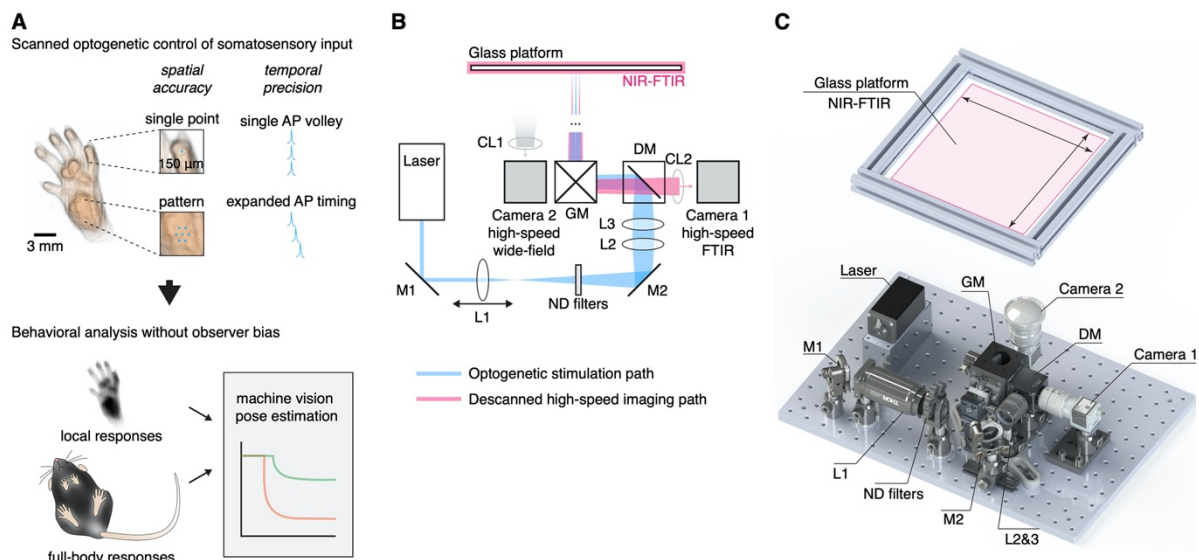 A
Scanned optogenetic control of somatosensory input
spatial
accuracy
temporal
precision
single point
single AP volley
150 µm
pattern
expanded AP timing
3 mm
Behavioral analysis without observer bias
local responses
full-body responses
machine vision
pose estimation
B
Glass platform
NIR-FTIR
...
CL1
DM
CL2
Laser
Camera 2
high-speed
wide-field
GM
Camera 1
high-speed
FTIR
L3
L2
M1
L1
ND filters
M2
Optogenetic stimulation path
Descanned high-speed imaging path
C
Glass platform
NIR-FTIR
Laser
GM
Camera 2
DM
M1
Camera 1
L1
ND filters
M2
L2&3